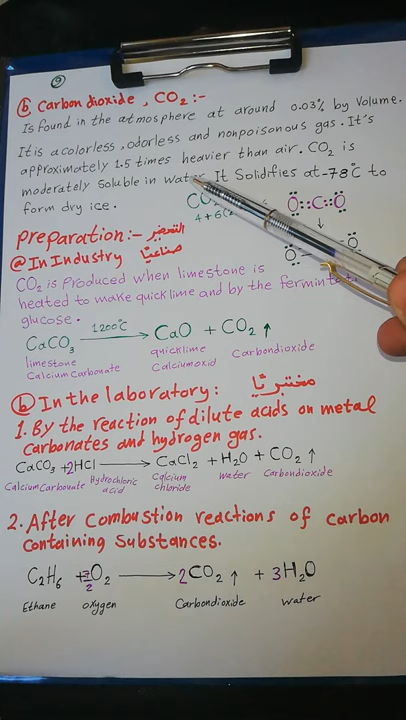 9
ⓑ Carbon dioxide, CO₂ :-
Is found in the atmosphere at around 0.03% by Volume.
It is a colorless, odorless and nonpoisonous gas. It's
approximately 1.5 times heavier than air. CO₂ is
moderately Soluble in water. It Solidifies at -78°C to
form dry ice.
CO₂
4+6(2
O::C::O
Preparation:- التحضير
@ In Industry صناعيًا
CO₂ is produced when limestone is
heated to make quicklime and by the
glucose.
CaCO₃ 1200°C → CaO + CO₂ ↑
limestone quicklime Carbondioxide
Calcium Carbonate Calciumoxid
ⓑ In the laboratory: مختبريًا
1. By the reaction of dilute acids on metal
Carbonates and hydrogen gas.
CaCO₃ + 2HCl → CaCl₂ + H₂O + CO₂ ↑
Calcium Carbonate Hydrochloric acid Calcium chloride water Carbondioxide
2. After Combustion reactions of carbon
Containing Substances.
C₂H₆ + 7/2 O₂ → 2CO₂ ↑ + 3H₂O
Ethane oxygen Carbondioxide water